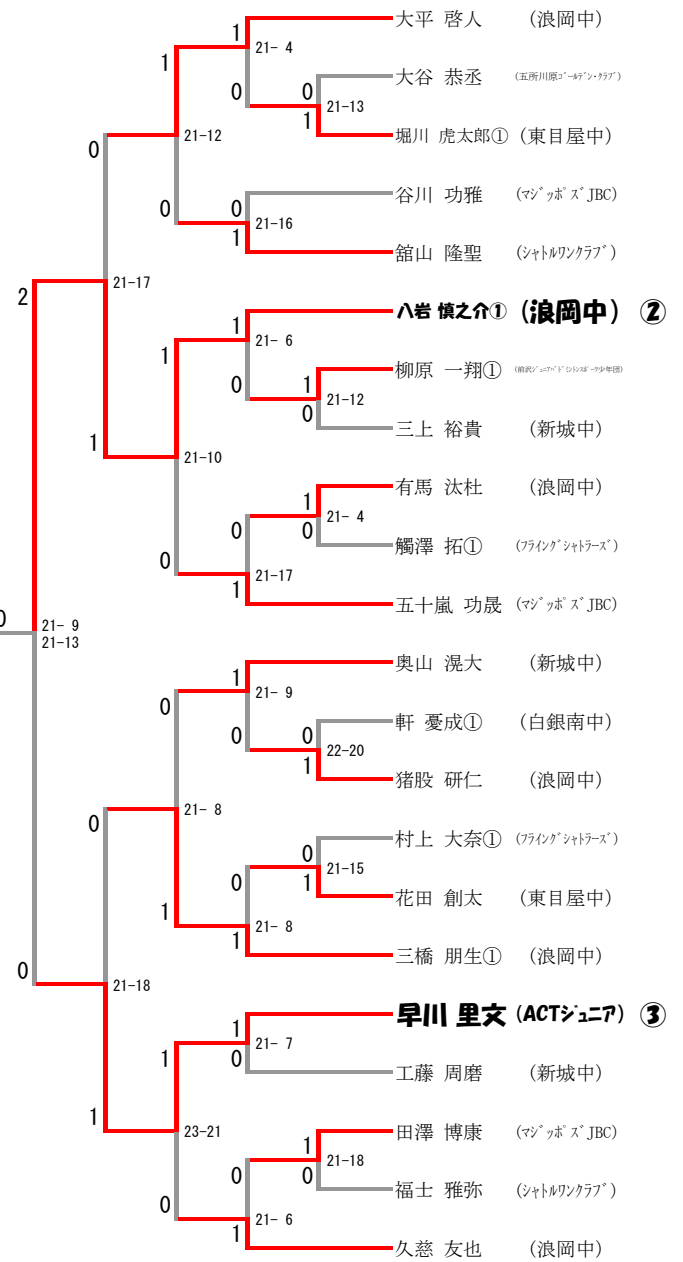 大平 啓人 (浪岡中)
1
21- 4
1
大谷 恭丞 (五所川原ｺﾞｰﾙﾃﾞﾝ･ｸﾗﾌﾞ)
0
0
21-13
1
堀川 虎太郎① (東目屋中)
0
21-12
谷川 功雅 (ﾏｼﾞｯﾎﾟｽﾞJBC)
0
0
21-16
1
舘山 隆聖 (ｼｬﾄﾙﾜﾝｸﾗﾌﾞ)
2
21-17
八岩 慎之介① (浪岡中) ②
1
21- 6
1
柳原 一翔①
0
1
21-12
0
三上 裕貴 (新城中)
1
21-10
有馬 汰杜 (浪岡中)
1
21- 4
0
0
觸澤 拓① (ﾌﾗｲﾝｸﾞｼｬﾄﾗｰｽﾞ)
0
21-17
1
五十嵐 功晟 (ﾏｼﾞｯﾎﾟｽﾞJBC)
0
21- 9
21-13
奥山 滉大 (新城中)
1
21- 9
0
軒 憂成① (白銀南中)
0
0
22-20
1
猪股 研仁 (浪岡中)
0
21- 8
村上 大奈① (ﾌﾗｲﾝｸﾞｼｬﾄﾗｰｽﾞ)
0
21-15
0
1
花田 創太 (東目屋中)
1
21- 8
1
三橋 朋生① (浪岡中)
0
21-18
早川 里文 (ACTジュニア) ③
1
21- 7
1
0
工藤 周磨 (新城中)
1
23-21
田澤 博康 (ﾏｼﾞｯﾎﾟｽﾞJBC)
1
21-18
0
0
福士 雅弥 (ｼｬﾄﾙﾜﾝｸﾗﾌﾞ)
0
21- 6
1
久慈 友也 (浪岡中)